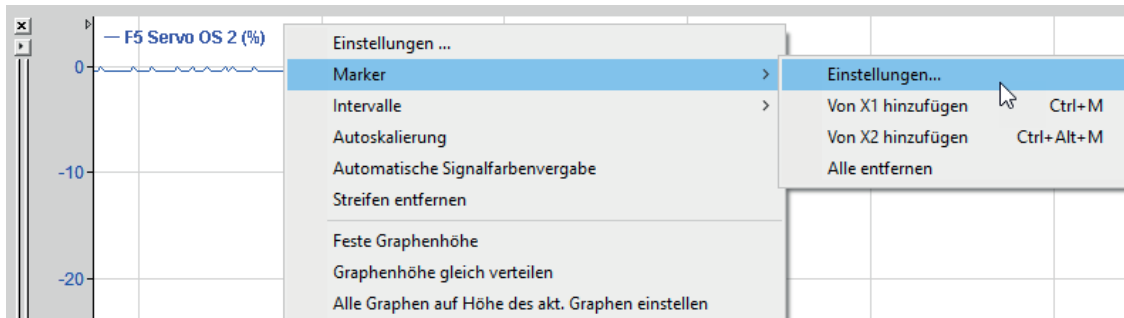 F5 Servo OS 2 (%)
0
-10
-20
Einstellungen ...
Marker
Intervalle
Autoskalierung
Automatische Signalfarbenvergabe
Streifen entfernen
Feste Graphenhöhe
Graphenhöhe gleich verteilen
Alle Graphen auf Höhe des akt. Graphen einstellen
Einstellungen...
Von X1 hinzufügen Ctrl+M
Von X2 hinzufügen Ctrl+Alt+M
Alle entfernen